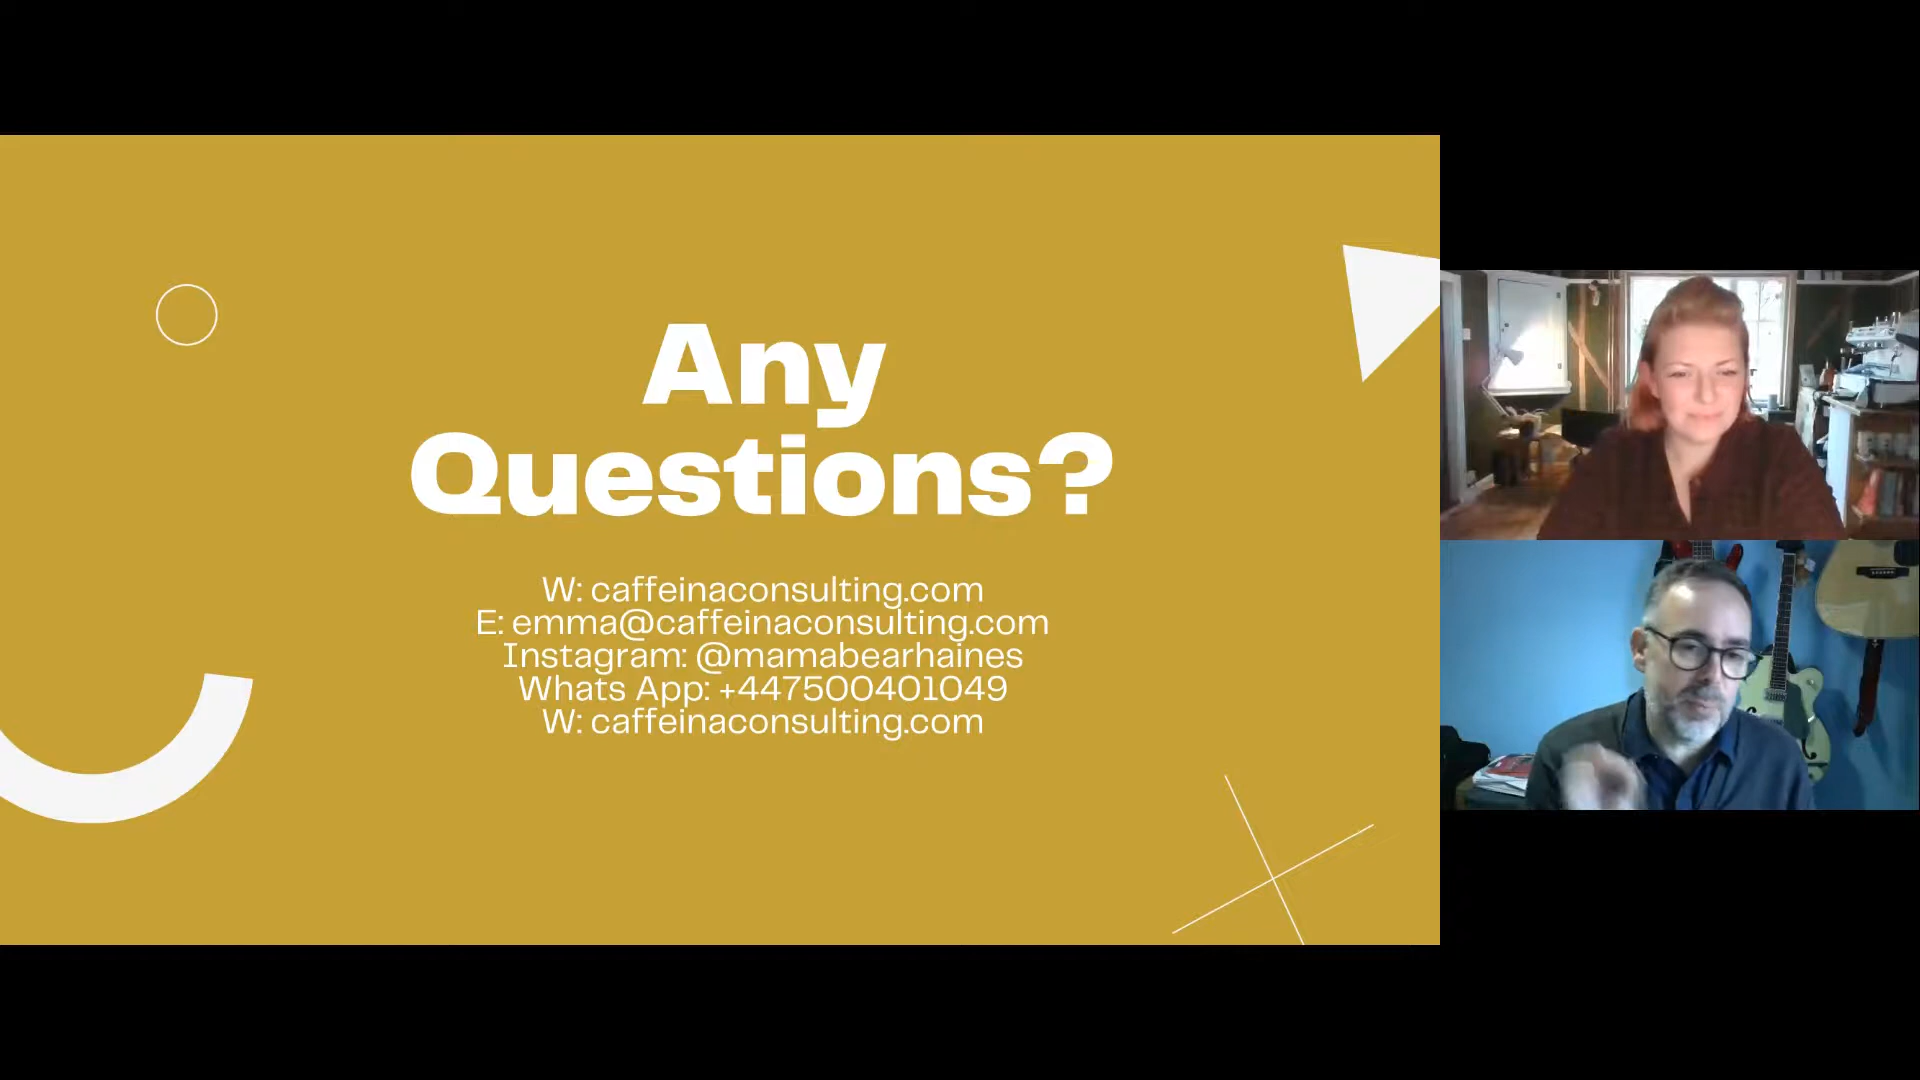 Any
Questions?
W: caffeinaconsulting.com
E: emma@caffeinaconsulting.com
Instagram: @mamabearhaines
Whats App: +447500401049
W: caffeinaconsulting.com